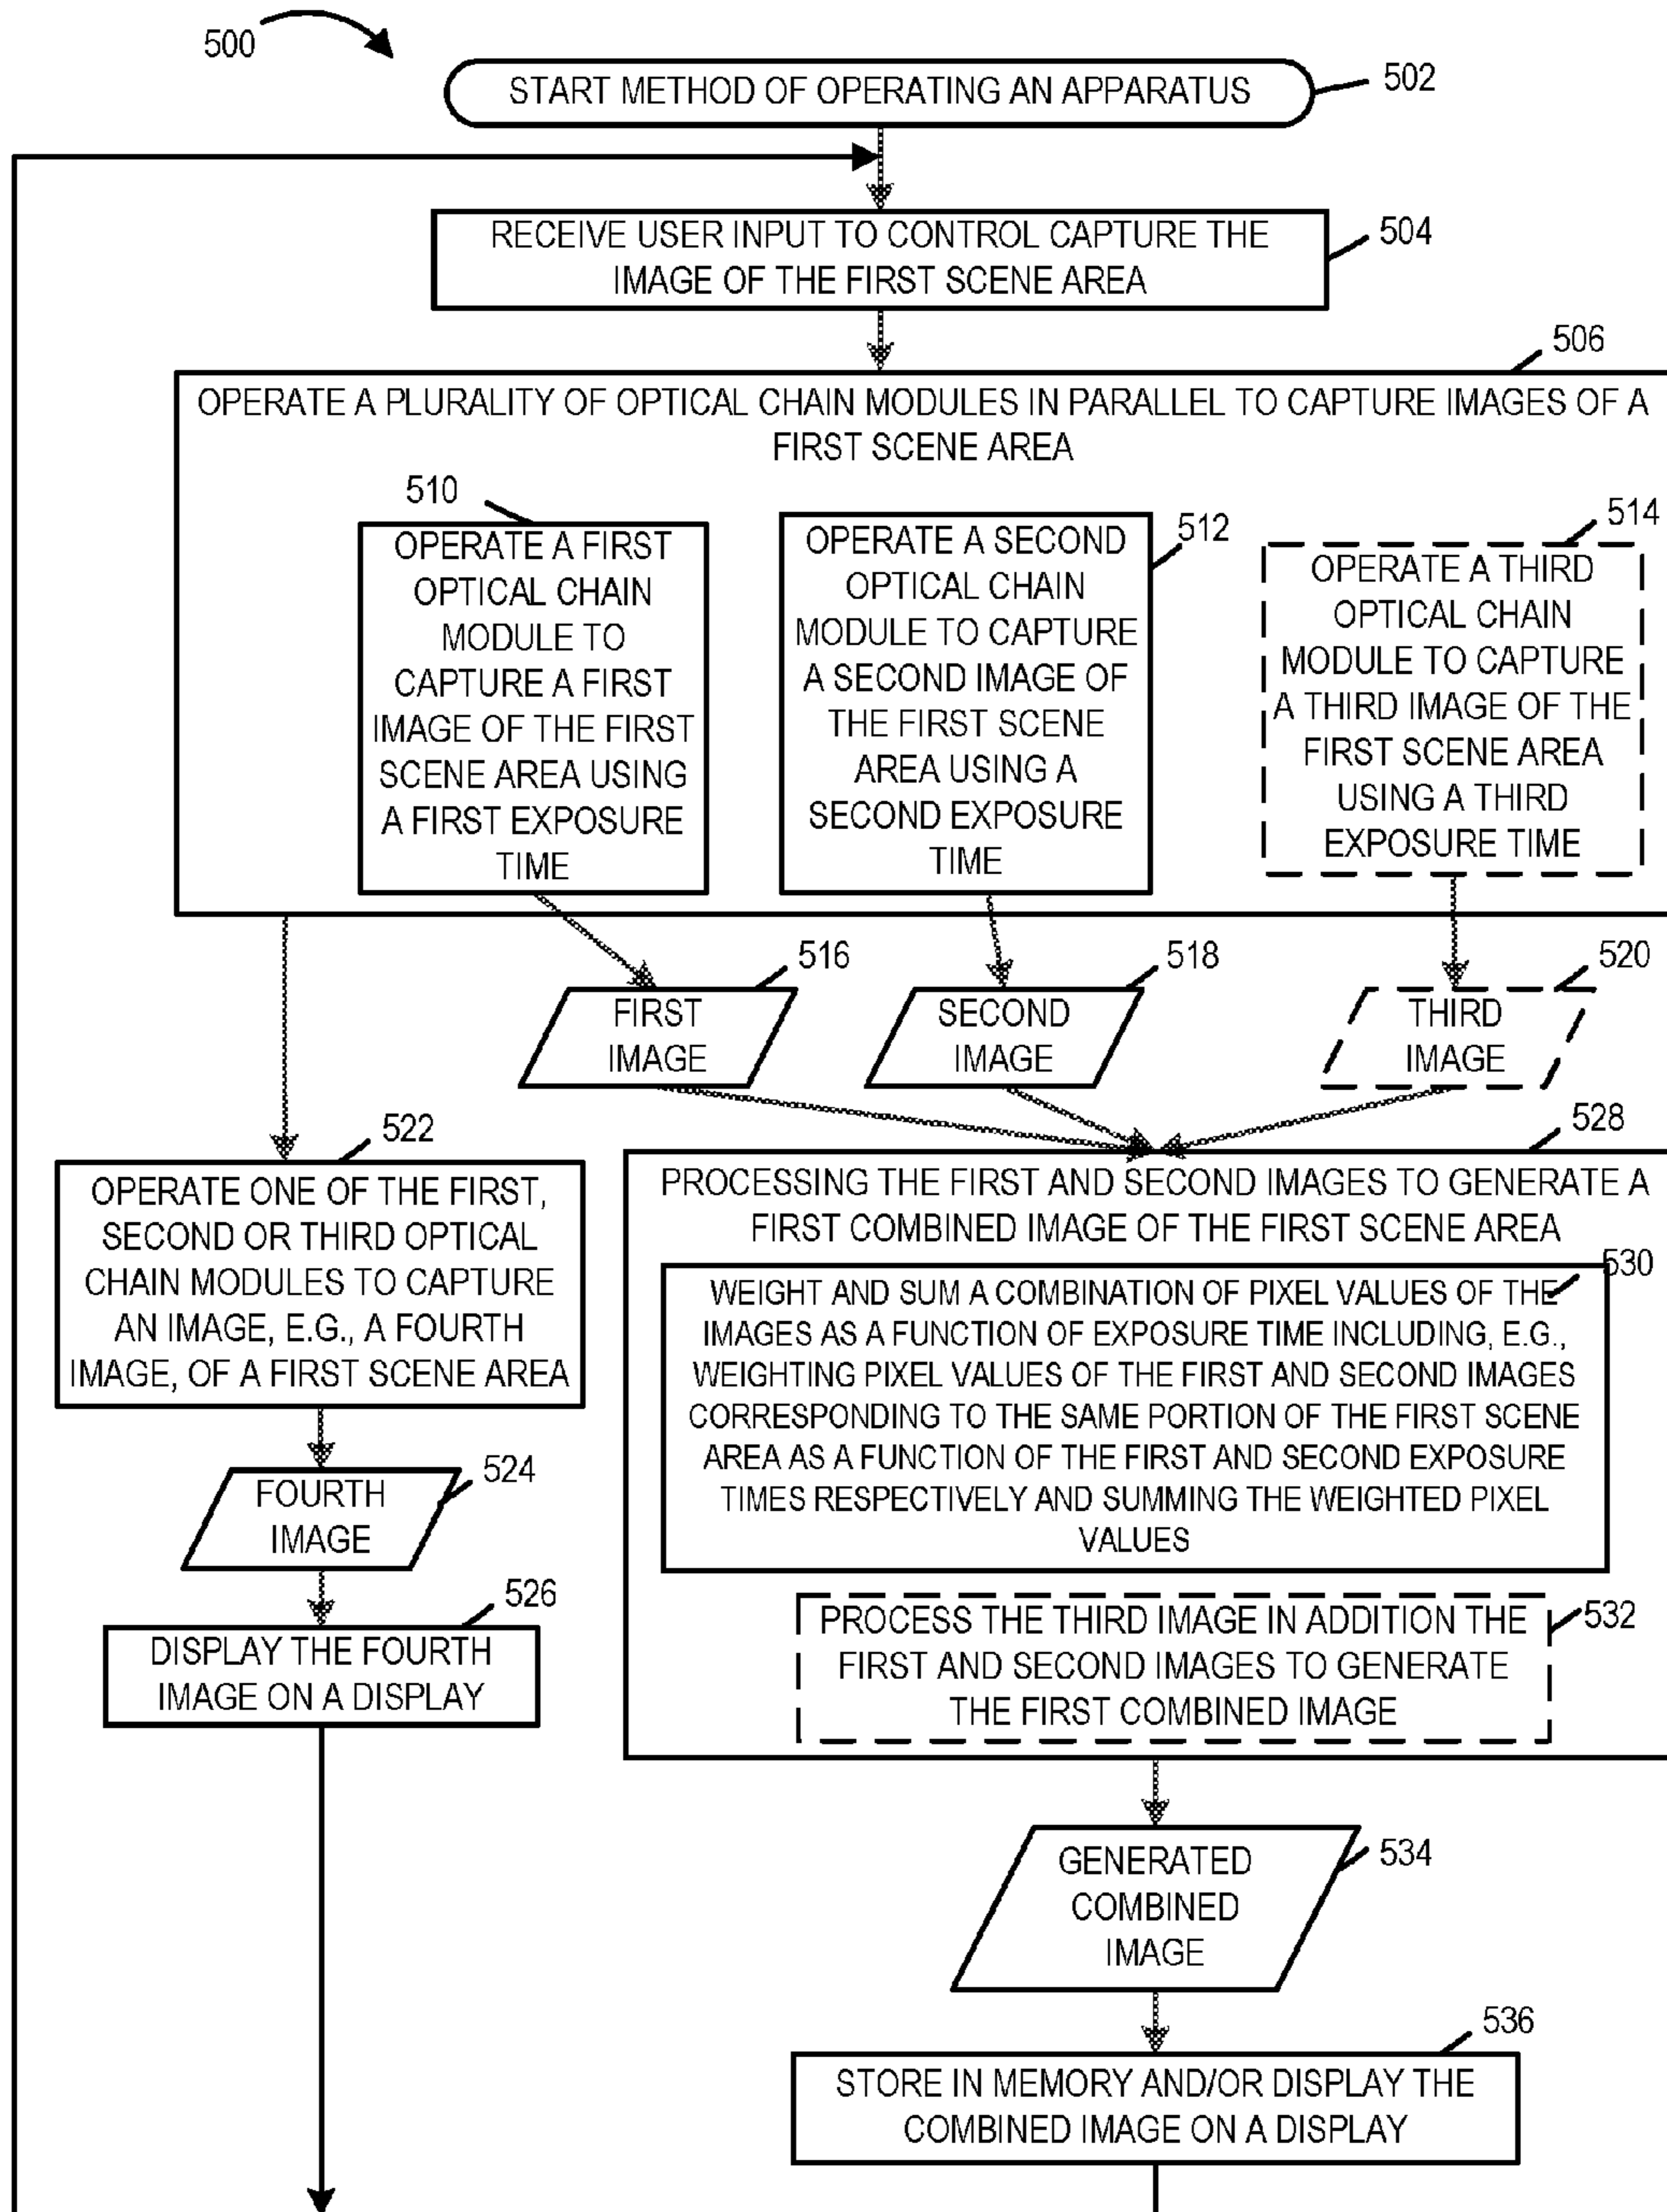 500
START METHOD OF OPERATING AN APPARATUS
502
RECEIVE USER INPUT TO CONTROL CAPTURE THE
IMAGE OF THE FIRST SCENE AREA
504
506
OPERATE A PLURALITY OF OPTICAL CHAIN MODULES IN PARALLEL TO CAPTURE IMAGES OF A
FIRST SCENE AREA
510
OPERATE A FIRST
OPTICAL CHAIN
MODULE TO
CAPTURE A FIRST
IMAGE OF THE FIRST
SCENE AREA USING
A FIRST EXPOSURE
TIME
512
OPERATE A SECOND
OPTICAL CHAIN
MODULE TO CAPTURE
A SECOND IMAGE OF
THE FIRST SCENE
AREA USING A
SECOND EXPOSURE
TIME
514
OPERATE A THIRD
OPTICAL CHAIN
MODULE TO CAPTURE
A THIRD IMAGE OF THE
FIRST SCENE AREA
USING A THIRD
EXPOSURE TIME
516
FIRST
IMAGE
518
SECOND
IMAGE
520
THIRD
IMAGE
522
OPERATE ONE OF THE FIRST,
SECOND OR THIRD OPTICAL
CHAIN MODULES TO CAPTURE
AN IMAGE, E.G., A FOURTH
IMAGE, OF A FIRST SCENE AREA
524
FOURTH
IMAGE
526
DISPLAY THE FOURTH
IMAGE ON A DISPLAY
528
PROCESSING THE FIRST AND SECOND IMAGES TO GENERATE A
FIRST COMBINED IMAGE OF THE FIRST SCENE AREA
530
WEIGHT AND SUM A COMBINATION OF PIXEL VALUES OF THE
IMAGES AS A FUNCTION OF EXPOSURE TIME INCLUDING, E.G.,
WEIGHTING PIXEL VALUES OF THE FIRST AND SECOND IMAGES
CORRESPONDING TO THE SAME PORTION OF THE FIRST SCENE
AREA AS A FUNCTION OF THE FIRST AND SECOND EXPOSURE
TIMES RESPECTIVELY AND SUMMING THE WEIGHTED PIXEL
VALUES
532
PROCESS THE THIRD IMAGE IN ADDITION THE
FIRST AND SECOND IMAGES TO GENERATE
THE FIRST COMBINED IMAGE
534
GENERATED
COMBINED
IMAGE
536
STORE IN MEMORY AND/OR DISPLAY THE
COMBINED IMAGE ON A DISPLAY